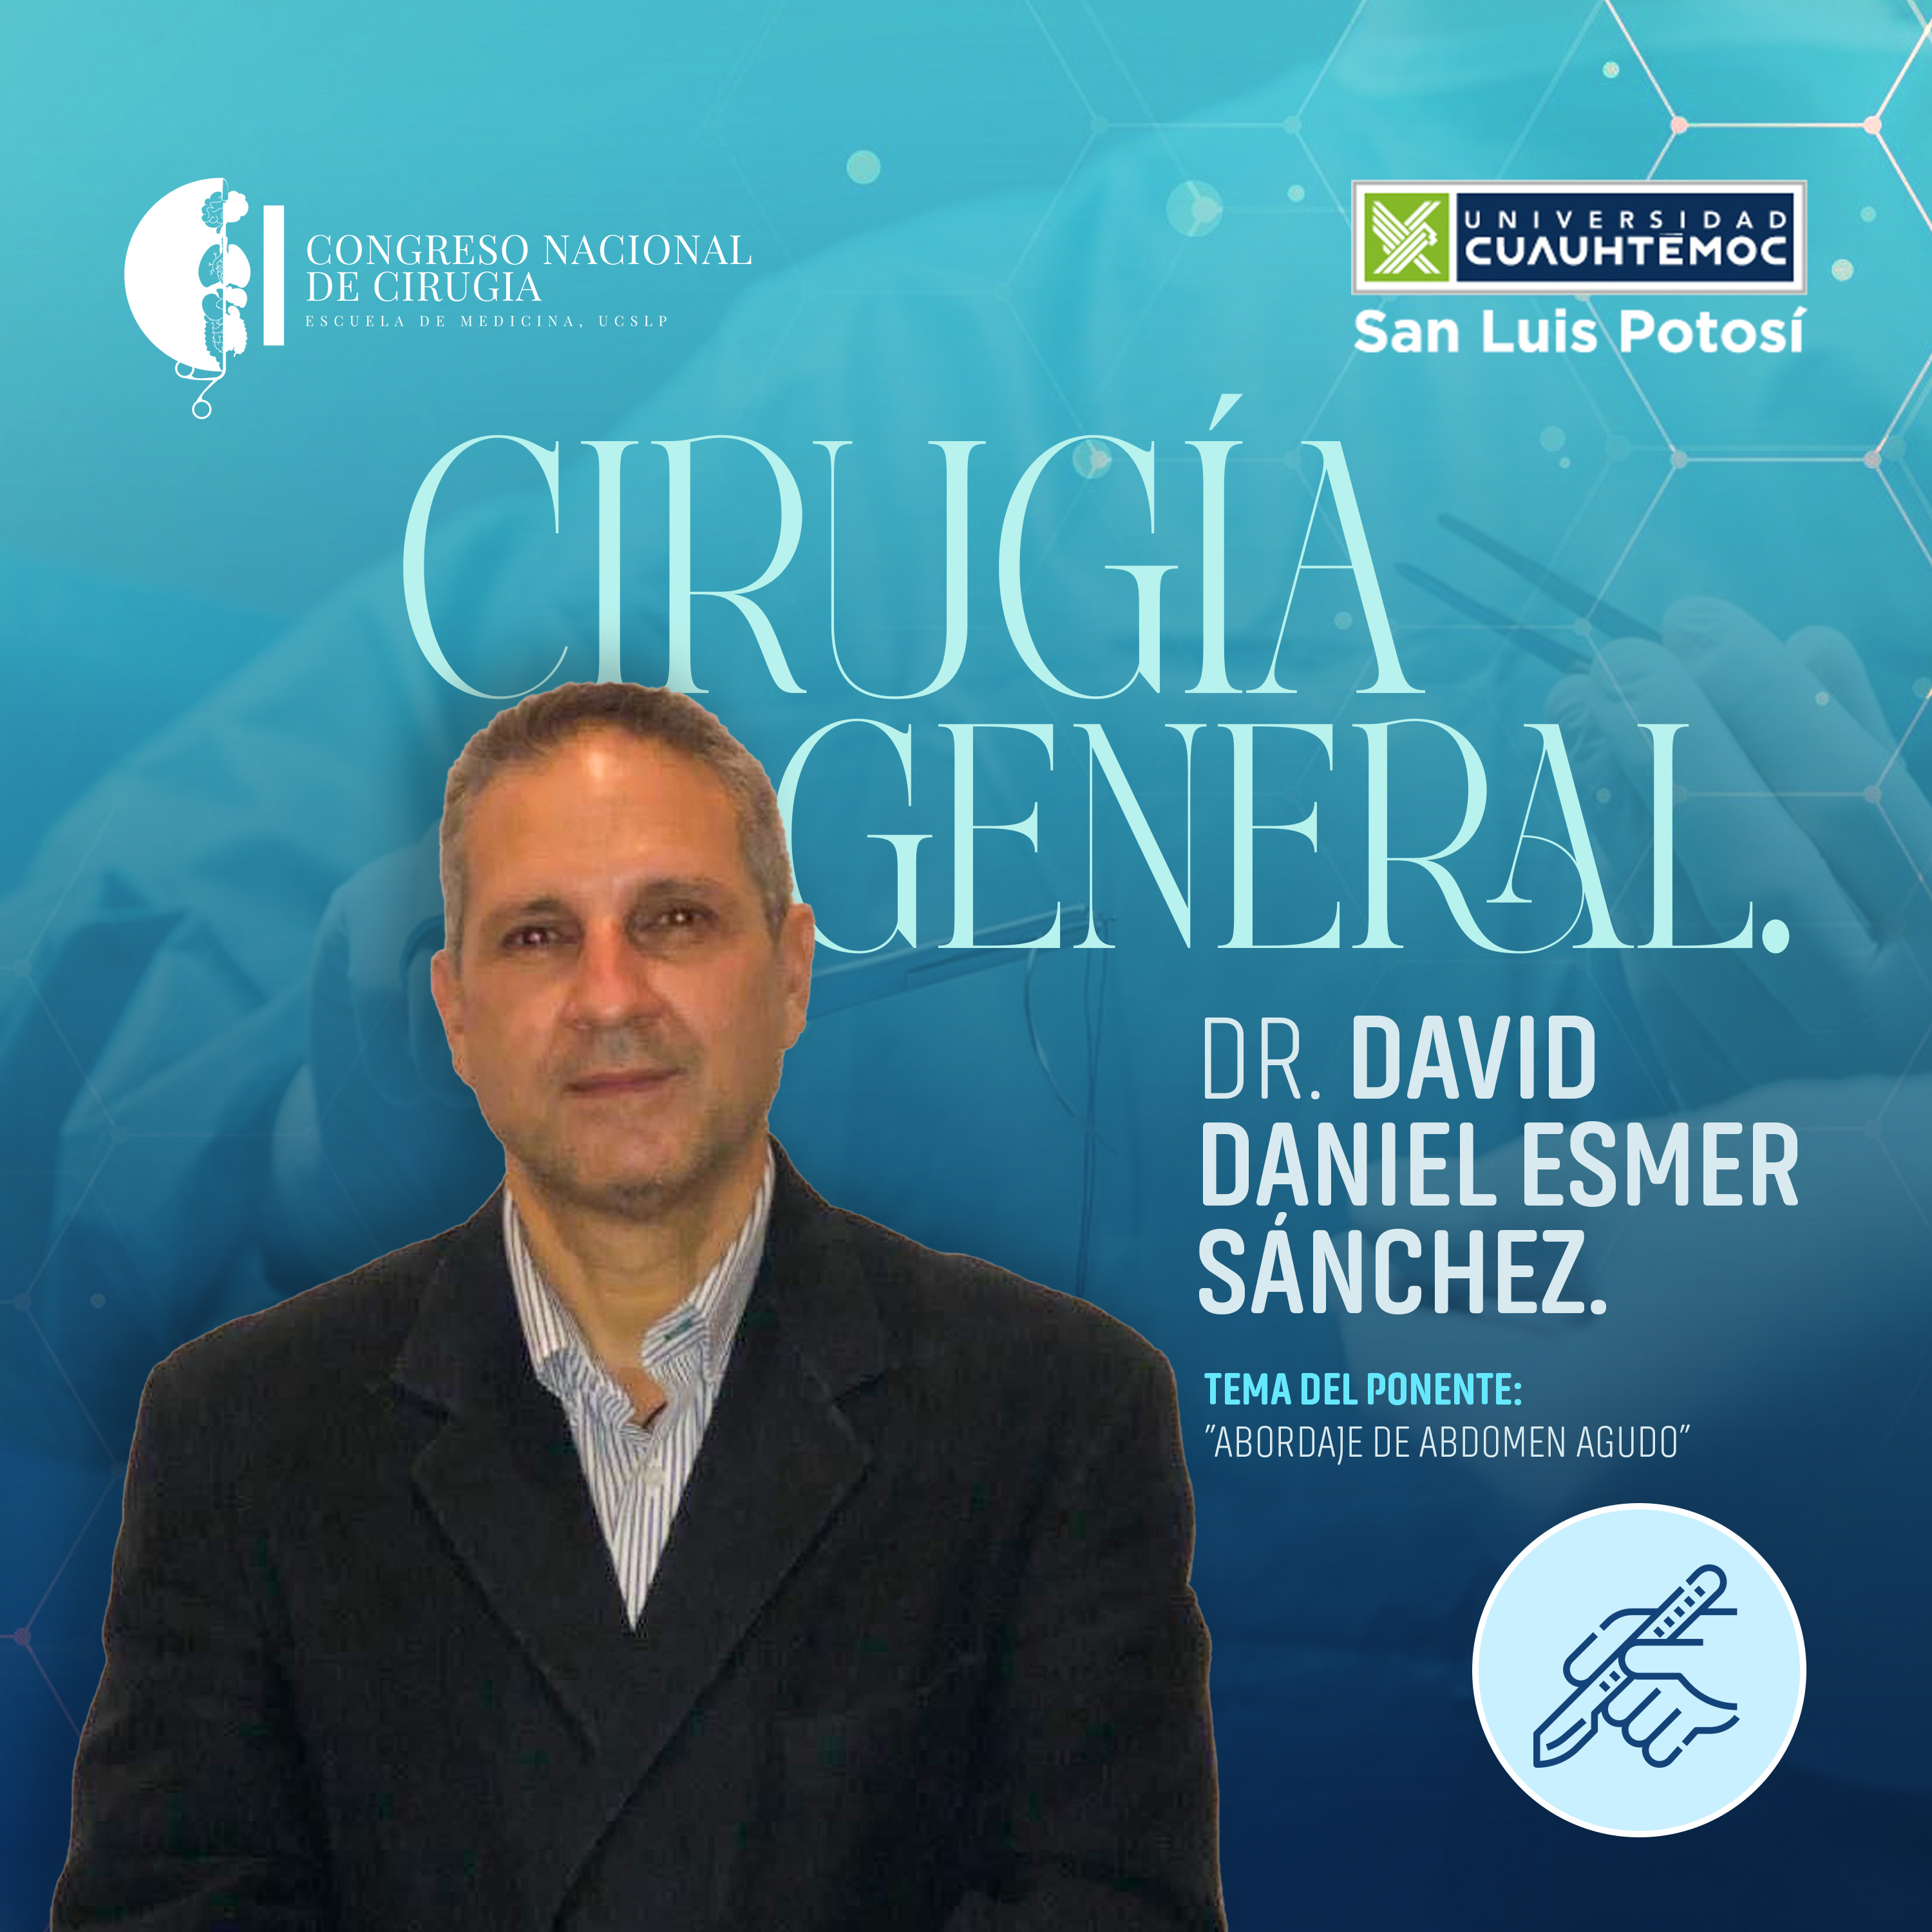 CONGRESO NACIONAL
DE CIRUGIA
ESCUELA DE MEDICINA, UCSLP
UNIVERSIDAD
CUAUHTÉMOC
San Luis Potosí
CIRUGÍA
GENERAL.
DR. DAVID
DANIEL ESMER
SÁNCHEZ.
TEMA DEL PONENTE:
"ABORDAJE DE ABDOMEN AGUDO"